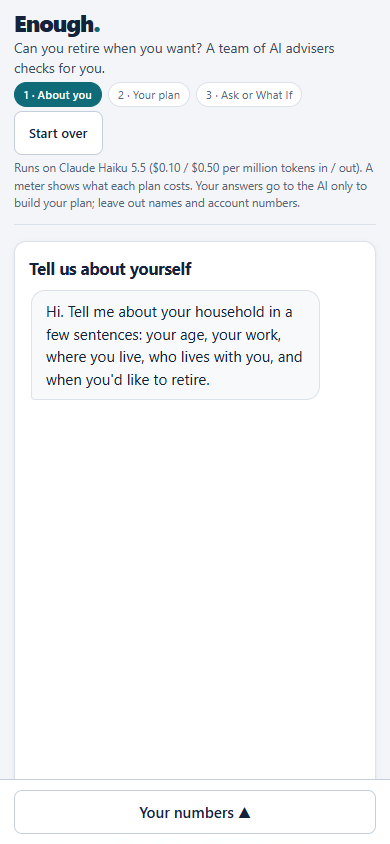 Enough.
Can you retire when you want? A team of AI advisers
checks for you.
1 · About you
2 · Your plan
3 · Ask or What If
Start over
Runs on Claude Haiku 5.5 ($0.10 / $0.50 per million tokens in / out). A
meter shows what each plan costs. Your answers go to the AI only to
build your plan; leave out names and account numbers.
Tell us about yourself
Hi. Tell me about your household in a
few sentences: your age, your work,
where you live, who lives with you, and
when you'd like to retire.
Your numbers ▲